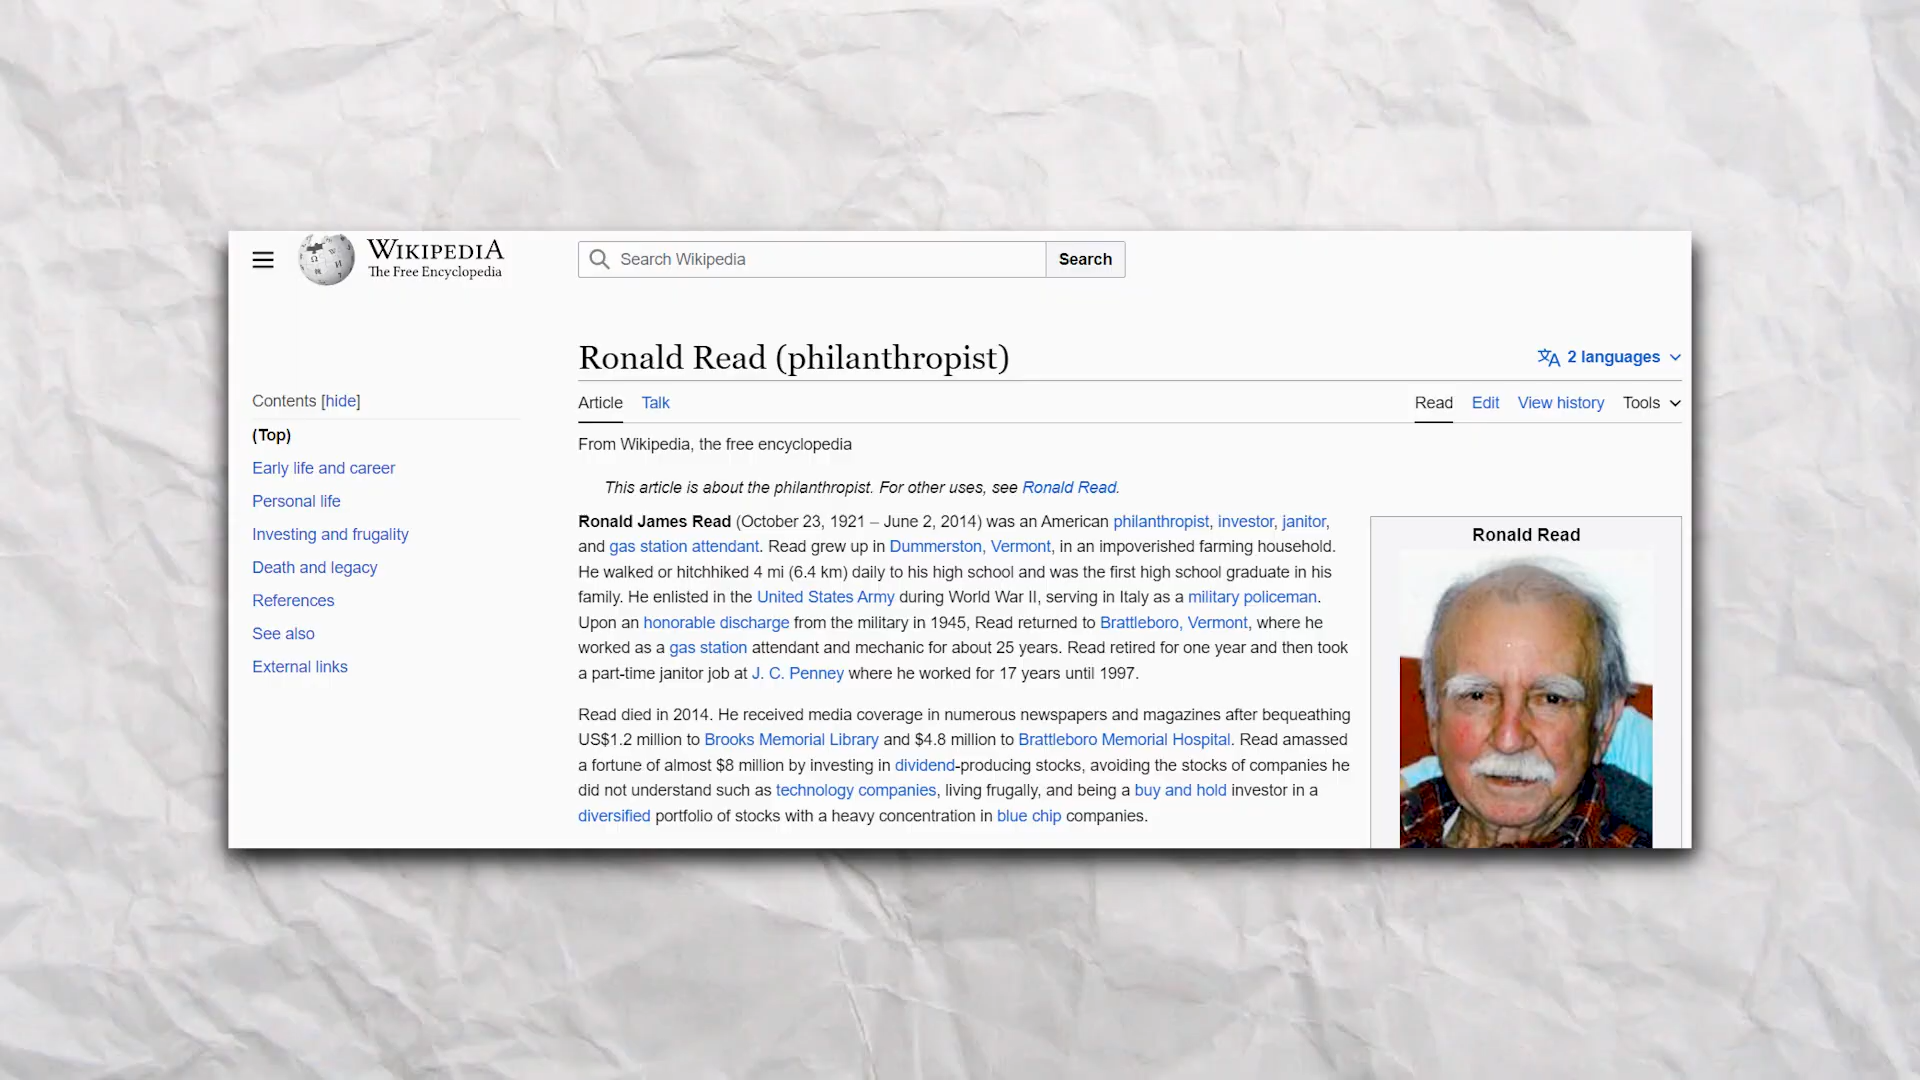 WIKIPEDIA
The Free Encyclopedia
Search Wikipedia
Search
Ronald Read (philanthropist)
2 languages
Contents [hide]
(Top)
Early life and career
Personal life
Investing and frugality
Death and legacy
References
See also
External links
Article Talk
Read Edit View history Tools
From Wikipedia, the free encyclopedia
This article is about the philanthropist. For other uses, see Ronald Read.
Ronald James Read (October 23, 1921 – June 2, 2014) was an American philanthropist, investor, janitor,
and gas station attendant. Read grew up in Dummerston, Vermont, in an impoverished farming household.
He walked or hitchhiked 4 mi (6.4 km) daily to his high school and was the first high school graduate in his
family. He enlisted in the United States Army during World War II, serving in Italy as a military policeman.
Upon an honorable discharge from the military in 1945, Read returned to Brattleboro, Vermont, where he
worked as a gas station attendant and mechanic for about 25 years. Read retired for one year and then took
a part-time janitor job at J. C. Penney where he worked for 17 years until 1997.
Read died in 2014. He received media coverage in numerous newspapers and magazines after bequeathing
US$1.2 million to Brooks Memorial Library and $4.8 million to Brattleboro Memorial Hospital. Read amassed
a fortune of almost $8 million by investing in dividend-producing stocks, avoiding the stocks of companies he
did not understand such as technology companies, living frugally, and being a buy and hold investor in a
diversified portfolio of stocks with a heavy concentration in blue chip companies.
Ronald Read